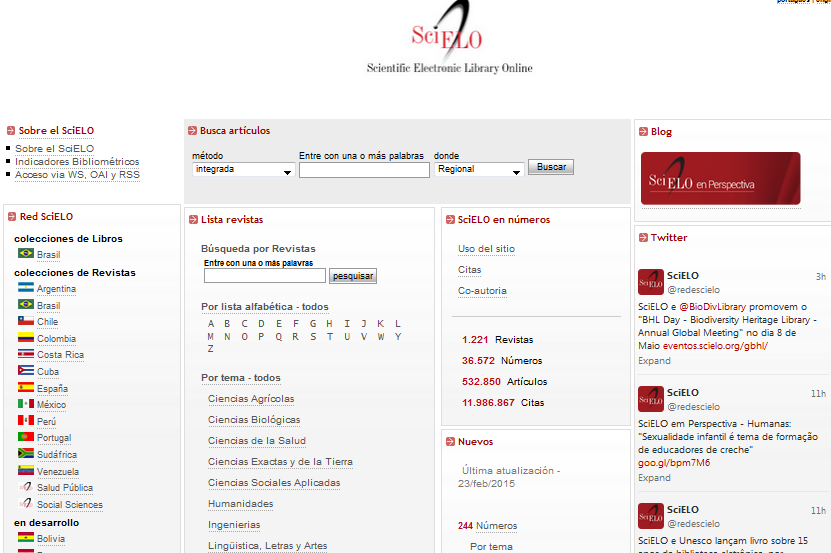 SciELO
Scientific Electronic Library Online
Sobre el SciELO
Sobre el SciELO
Indicadores Bibliométricos
Acceso via WS, OAI y RSS
Red SciELO
colecciones de Libros
Brasil
colecciones de Revistas
Argentina
Brasil
Chile
Colombia
Costa Rica
Cuba
España
México
Perú
Portugal
Sudáfrica
Venezuela
Salud Pública
Social Sciences
en desarrollo
Bolivia
Busca artículos
método
Entre con una o más palabras
donde
integrada
Regional
Buscar
Lista revistas
Búsqueda por Revistas
Entre con una o más palavras
pesquisar
Por lista alfabética - todos
A B C D E F G H I J K L
M N O P Q R S T U V W Y
Z
Por tema - todos
Ciencias Agrícolas
Ciencias Biológicas
Ciencias de la Salud
Ciencias Exactas y de la Tierra
Ciencias Sociales Aplicadas
Humanidades
Ingenierias
Lingüistica, Letras y Artes
SciELO en números
Uso del sitio
Citas
Co-autoria
1.221 Revistas
36.572 Números
532.850 Artículos
11.986.867 Citas
Nuevos
Última atualización -
23/feb/2015
244 Números
Por tema
Blog
SciELO en Perspectiva
Twitter
SciELO 3h
@redescielo
SciELO e @BioDivLibrary promovem o
"BHL Day - Biodiversity Heritage Library -
Annual Global Meeting" no dia 8 de
Maio eventos.scielo.org/gbhl/
Expand
SciELO 11h
@redescielo
SciELO em Perspectiva - Humanas:
"Sexualidade infantil é tema de formação
de educadores de creche"
goo.gl/bpm7M6
Expand
SciELO 11h
@redescielo
SciELO e Unesco lançam livro sobre 15